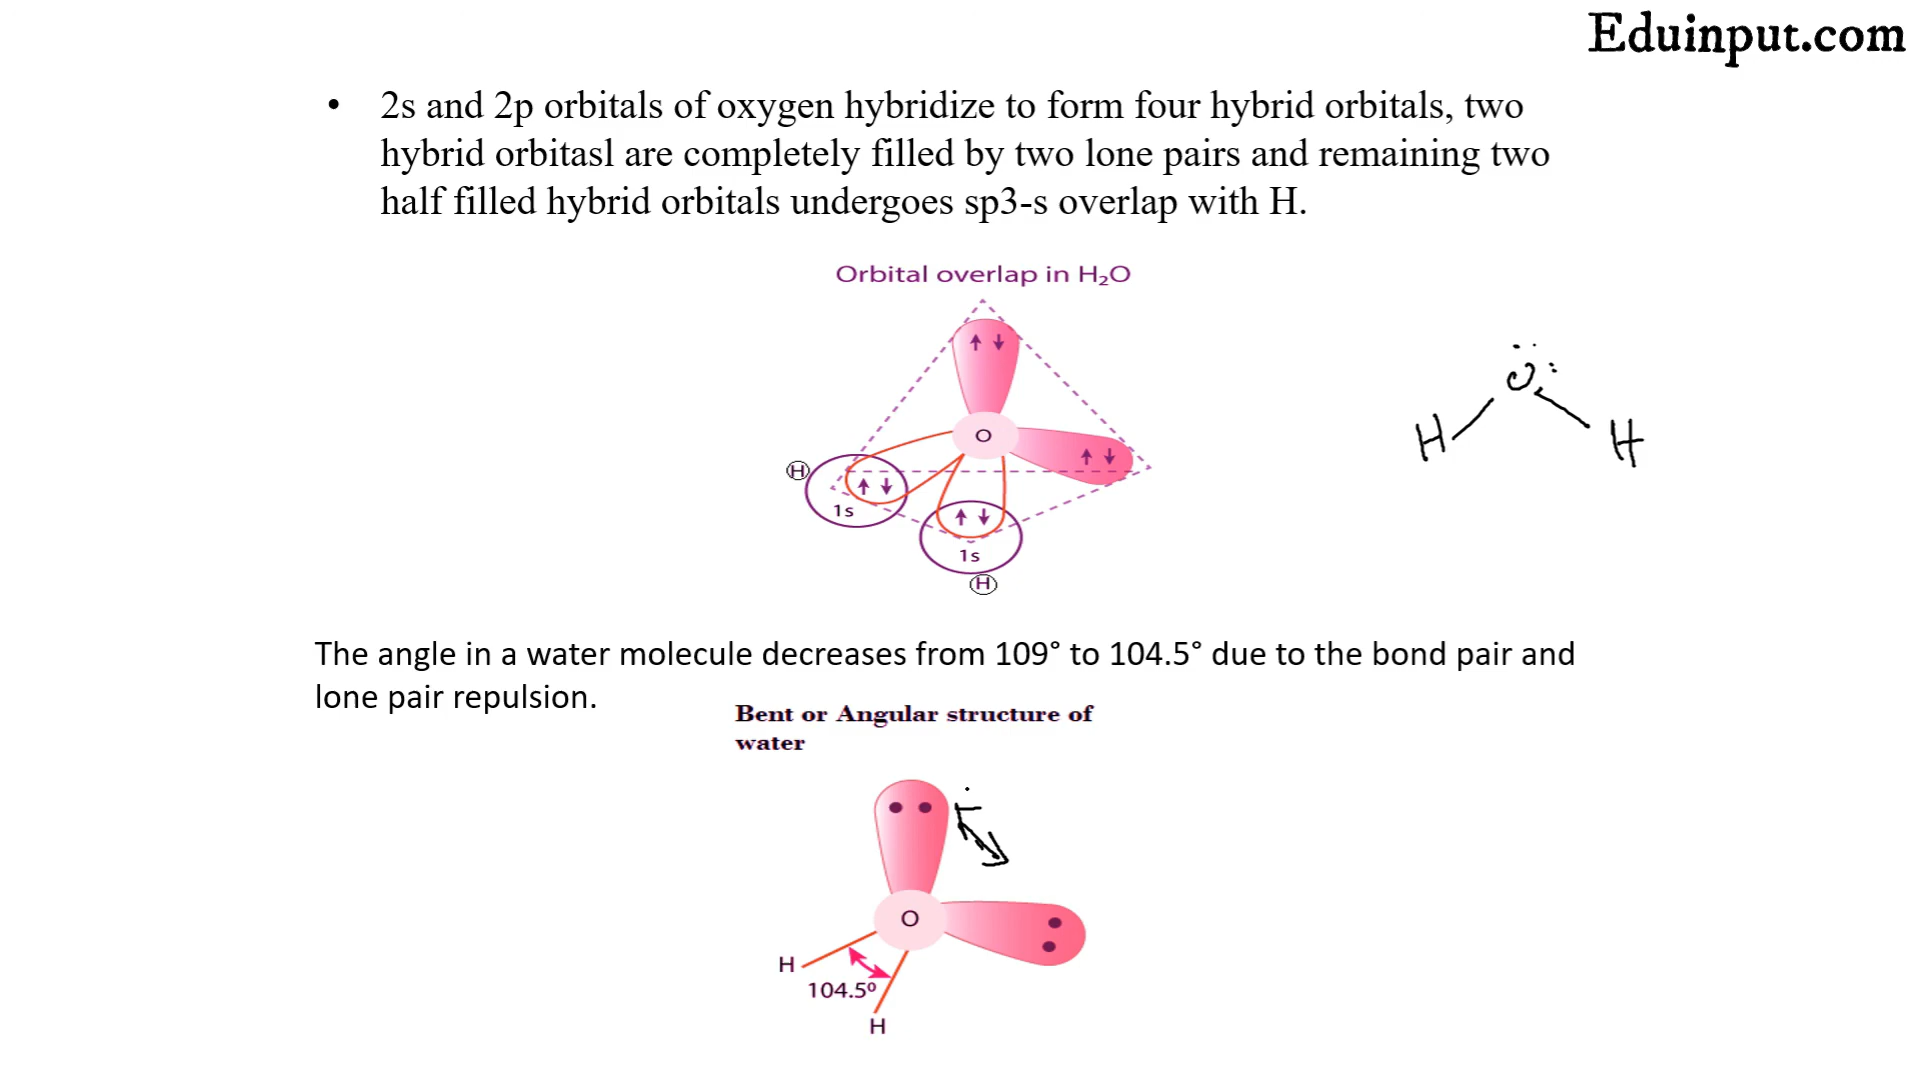 Eduinput.com
• 2s and 2p orbitals of oxygen hybridize to form four hybrid orbitals, two
hybrid orbitasl are completely filled by two lone pairs and remaining two
half filled hybrid orbitals undergoes sp3-s overlap with H.
Orbital overlap in H₂O
O
H
1s
1s
H
O
H
H
The angle in a water molecule decreases from 109° to 104.5° due to the bond pair and
lone pair repulsion.
Bent or Angular structure of
water
O
H
104.5⁰
H